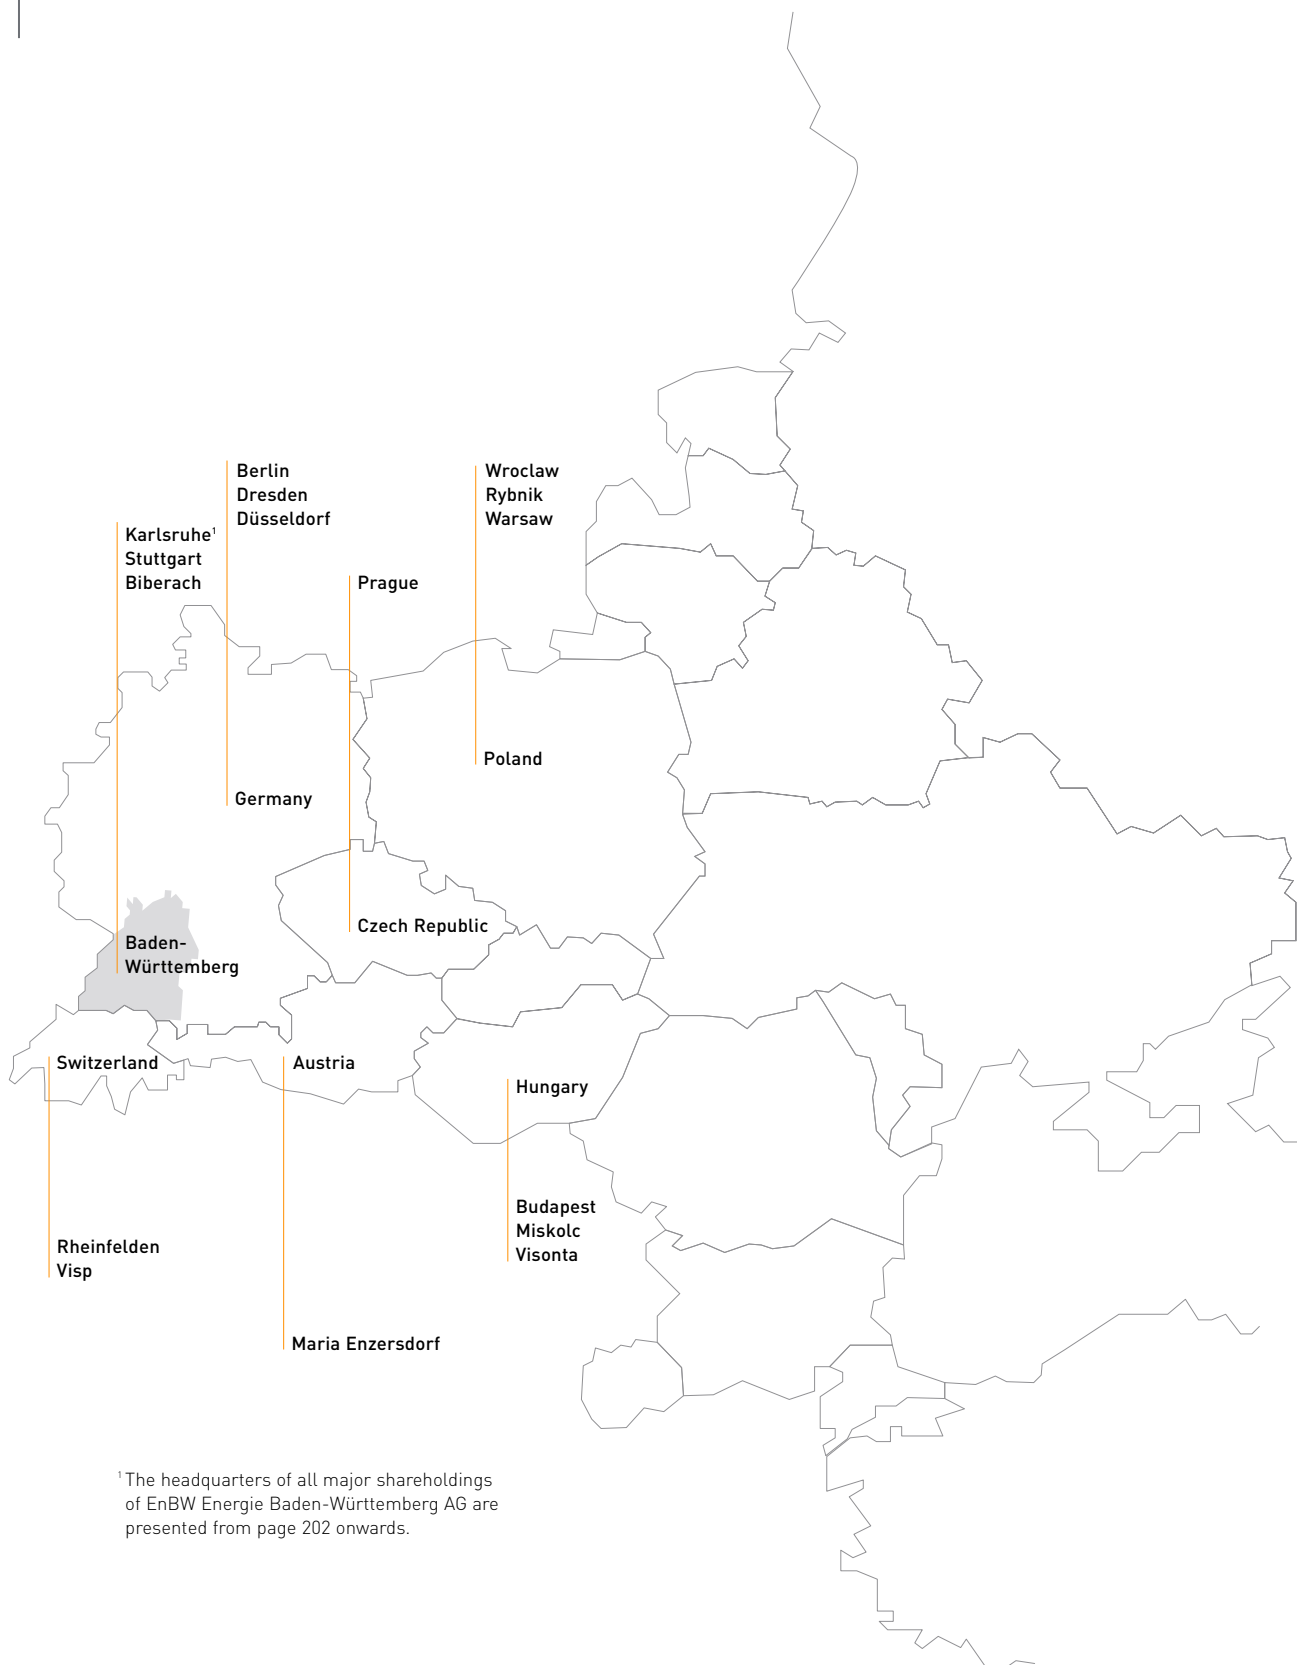 Berlin
Dresden
Düsseldorf
Wroclaw
Rybnik
Warsaw
Karlsruhe¹
Stuttgart
Biberach
Prague
Poland
Germany
Czech Republic
Baden-
Württemberg
Switzerland
Austria
Hungary
Budapest
Miskolc
Visonta
Rheinfelden
Visp
Maria Enzersdorf
¹ The headquarters of all major shareholdings
of EnBW Energie Baden-Württemberg AG are
presented from page 202 onwards.